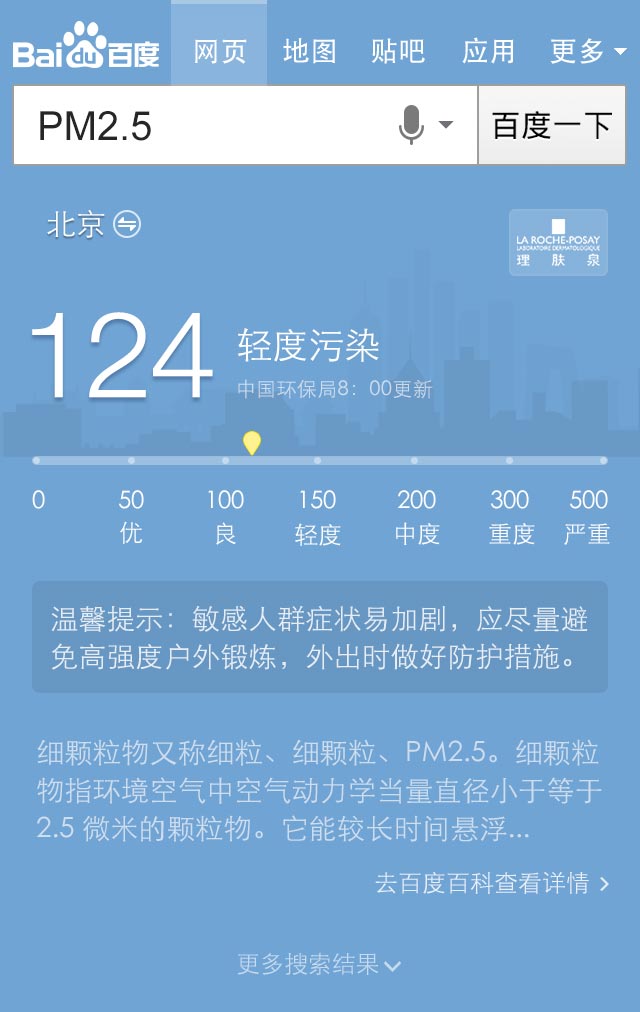 Bai du 百度 网页 地图 贴吧 应用 更多
PM2.5 百度一下
北京
LA ROCHE-POSAY
LABORATOIRE DERMATOLOGIQUE
理肤泉
124 轻度污染
中国环保局8：00更新
0 50 100 150 200 300 500
优 良 轻度 中度 重度 严重
温馨提示：敏感人群症状易加剧，应尽量避
免高强度户外锻炼，外出时做好防护措施。
细颗粒物又称细粒、细颗粒、PM2.5。细颗粒
物指环境空气中空气动力学当量直径小于等于
2.5 微米的颗粒物。它能较长时间悬浮...
去百度百科查看详情 >
更多搜索结果